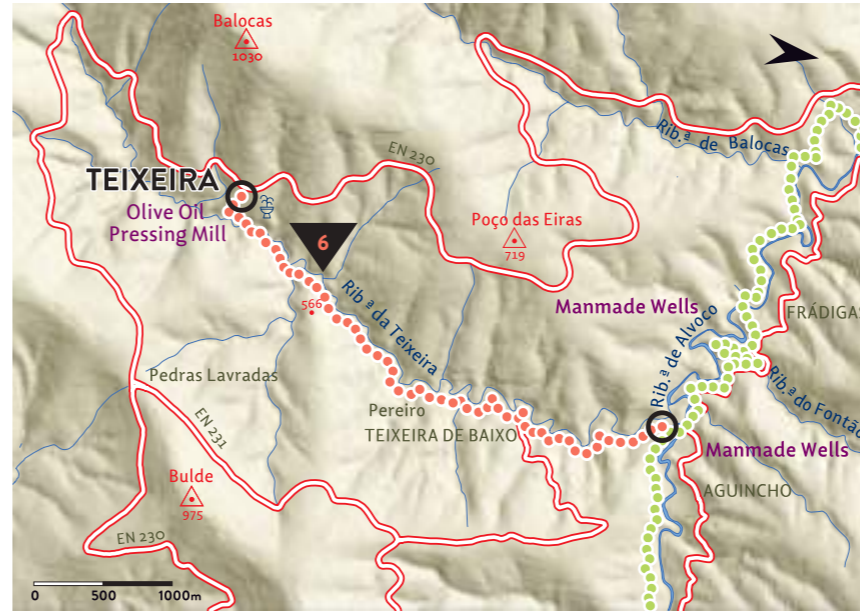 Balocas
1030
Rib.ª de Balocas
EN 230
TEIXEIRA
Olive Oil
Pressing Mill
6
Poço das Eiras
719
566
Rib.ª da Teixeira
Manmade Wells
Rib.ª de Alvoco
FRÁDIGAS
Pedras Lavradas
Rib.ª do Fontão
Pereiro
TEIXEIRA DE BAIXO
EN 231
Manmade Wells
Bulde
975
AGUINCHO
EN 230
0 500 1000m